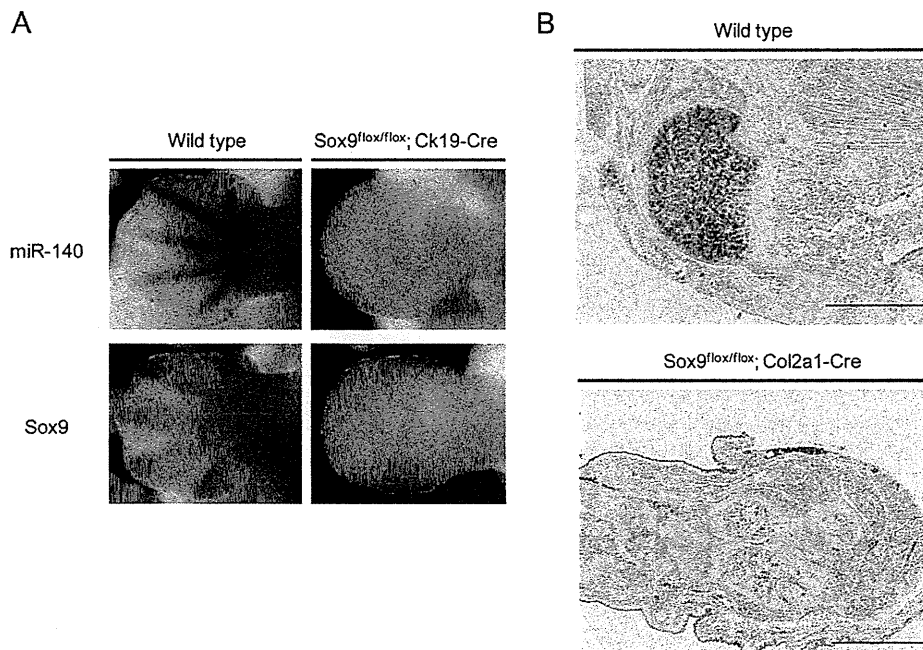 A
B
Wild type
Wild type
Sox9flox/flox; Ck19-Cre
miR-140
Sox9flox/flox; Col2a1-Cre
Sox9